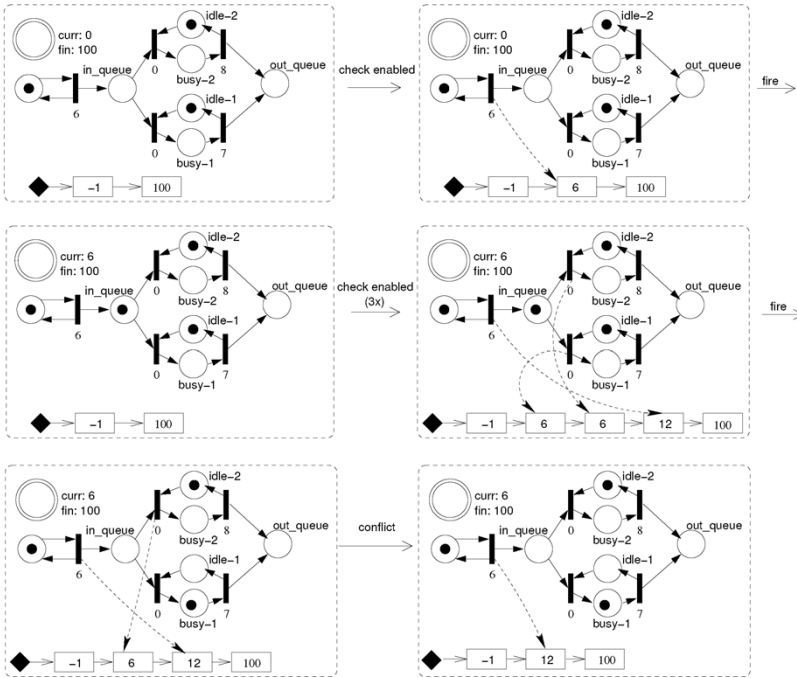 curr: 0
fin: 100
in_queue
idle-2
0
busy-2
8
out_queue
idle-1
6
0
busy-1
7
-1
100
check enabled
curr: 0
fin: 100
in_queue
idle-2
0
busy-2
8
out_queue
idle-1
6
0
busy-1
7
-1
6
100
fire
curr: 6
fin: 100
in_queue
idle-2
0
busy-2
8
out_queue
idle-1
6
0
busy-1
7
-1
100
check enabled
(3x)
curr: 6
fin: 100
in_queue
idle-2
0
busy-2
8
out_queue
idle-1
6
0
busy-1
7
-1
6
6
12
100
fire
curr: 6
fin: 100
in_queue
idle-2
0
busy-2
8
out_queue
idle-1
6
0
busy-1
7
-1
6
12
100
conflict
curr: 6
fin: 100
in_queue
idle-2
0
busy-2
8
out_queue
idle-1
6
0
busy-1
7
-1
12
100